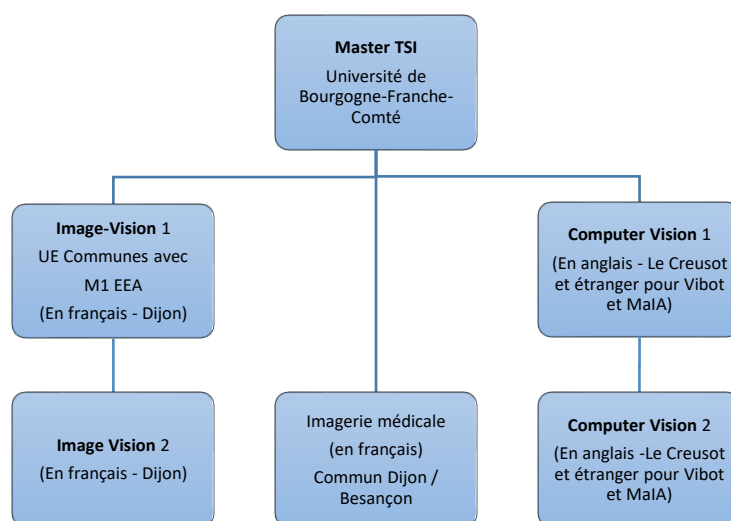 Master TSI
Université de
Bourgogne-Franche-
Comté
Image-Vision 1
UE Communes avec
M1 EEA
(En français - Dijon)
Computer Vision 1
(En anglais - Le Creusot
et étranger pour Vibot
et MaIA)
Image Vision 2
(En français - Dijon)
Imagerie médicale
(en français)
Commun Dijon /
Besançon
Computer Vision 2
(En anglais -Le Creusot
et étranger pour Vibot
et MaIA)